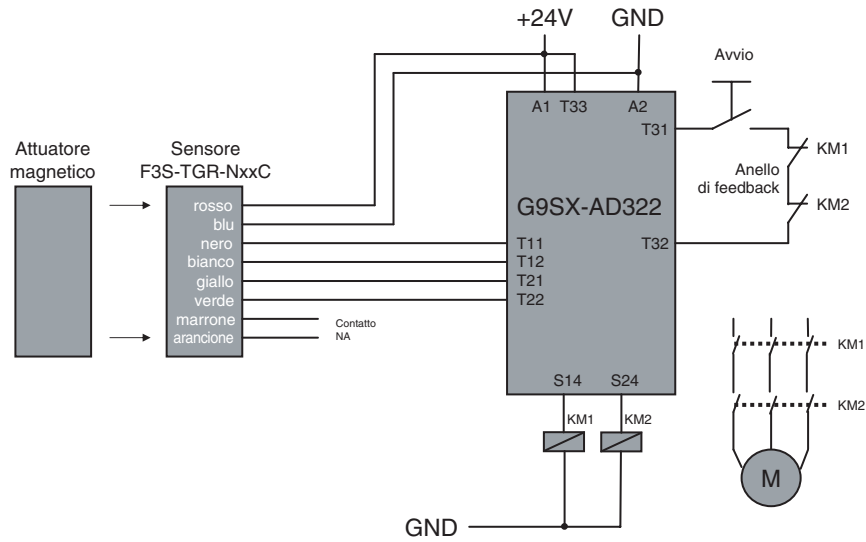 +24V
GND
Avvio
A1
T33
A2
T31
Attuatore
magnetico
Sensore
F3S-TGR-NxxC
KM1
Anello
di feedback
KM2
rosso
blu
nero
bianco
giallo
verde
marrone
arancione
G9SX-AD322
T11
T12
T21
T22
T32
Contatto
NA
S14
S24
KM1
KM2
KM1
KM2
M
GND